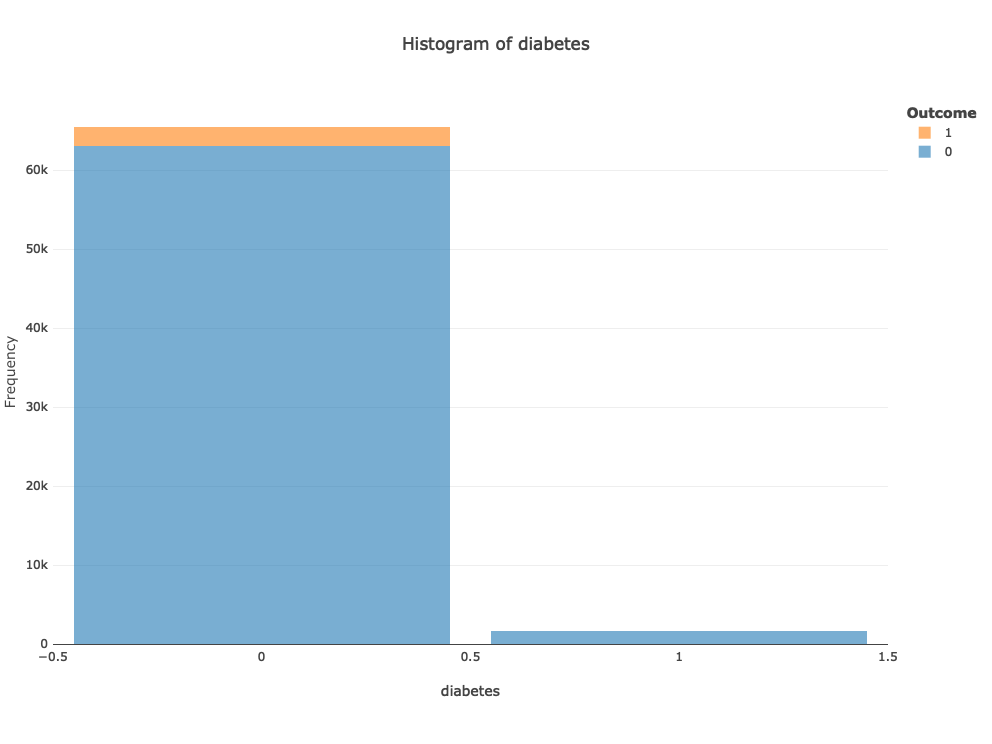 Histogram of diabetes
Outcome
1
0
60k
50k
40k
30k
20k
10k
0
Frequency
−0.5
0
0.5
1
1.5
diabetes